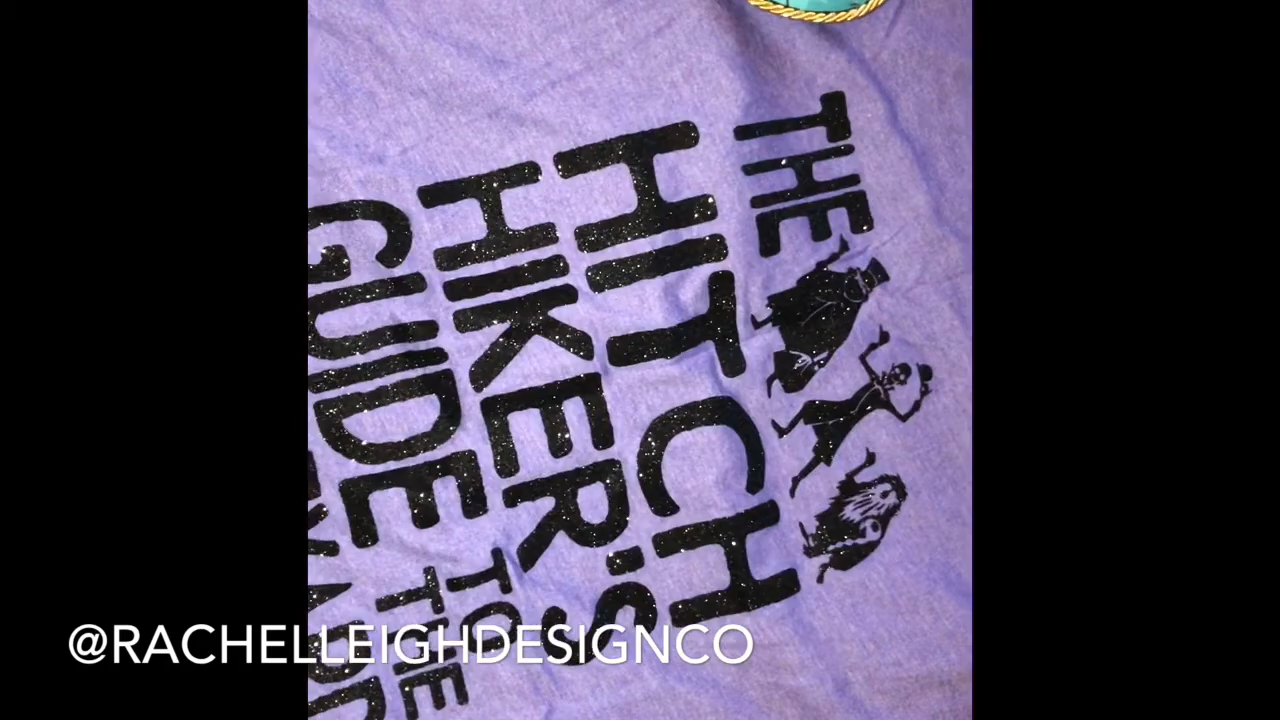 THE
HITCH
HIKER'S
GUIDE TO THE
@RACHELLEIGHDESIGNCO